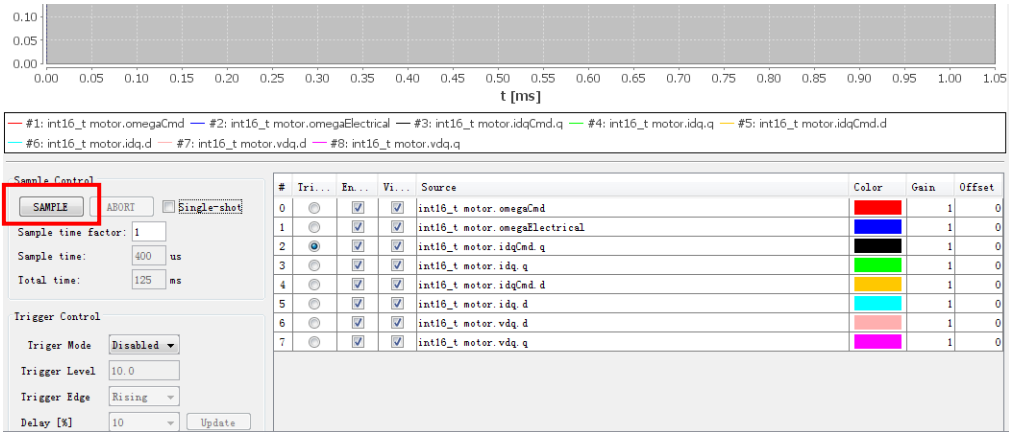 0.10
0.05
0.00
0.00 0.05 0.10 0.15 0.20 0.25 0.30 0.35 0.40 0.45 0.50 0.55 0.60 0.65 0.70 0.75 0.80 0.85 0.90 0.95 1.00 1.05
t [ms]
#1: int16_t motor.omegaCmd #2: int16_t motor.omegaElectrical #3: int16_t motor.idqCmd.q #4: int16_t motor.idq.q #5: int16_t motor.idqCmd.d
#6: int16_t motor.idq.d #7: int16_t motor.vdq.d #8: int16_t motor.vdq.q
Sample Control
SAMPLE ABORT Single-shot
Sample time factor: 1
Sample time: 400 us
Total time: 125 ms
Trigger Control
Triger Mode Disabled
Trigger Level 10.0
Trigger Edge Rising
Delay [%] 10 Update
# Tri... En... Vi... Source Color Gain Offset
0 int16_t motor.omegaCmd 1 0
1 int16_t motor.omegaElectrical 1 0
2 int16_t motor.idqCmd.q 1 0
3 int16_t motor.idq.q 1 0
4 int16_t motor.idqCmd.d 1 0
5 int16_t motor.idq.d 1 0
6 int16_t motor.vdq.d 1 0
7 int16_t motor.vdq.q 1 0